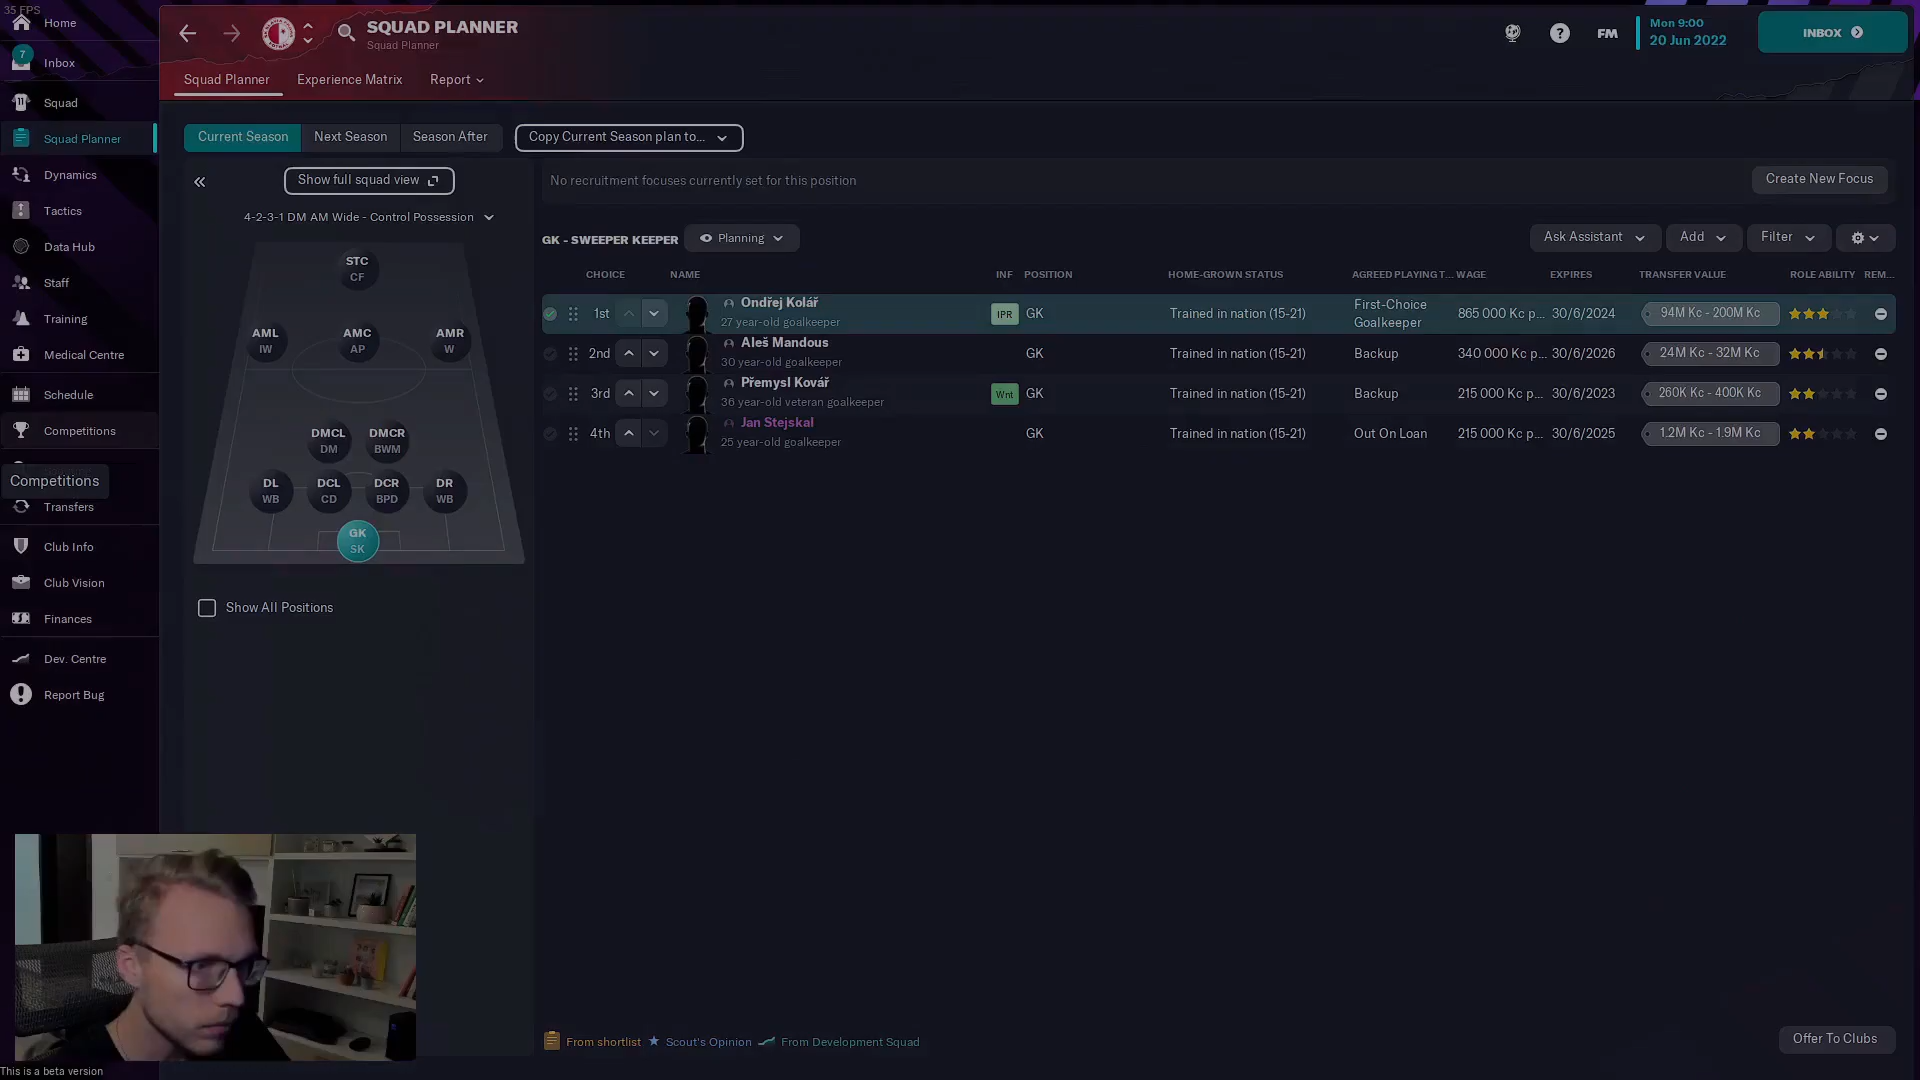 35 FPS
Home
7
Inbox
11
Squad
Squad Planner
Dynamics
Tactics
Data Hub
Staff
Training
Medical Centre
Schedule
Competitions
Competitions
Transfers
Club Info
Club Vision
Finances
Dev. Centre
Report Bug
SQUAD PLANNER
Squad Planner
FM
Mon 9:00
20 Jun 2022
INBOX
Squad Planner
Experience Matrix
Report
Current Season
Next Season
Season After
Copy Current Season plan to...
Show full squad view
4-2-3-1 DM AM Wide - Control Possession
STC
CF
AML
IW
AMC
AP
AMR
W
DMCL
DM
DMCR
BWM
DL
WB
DCL
CD
DCR
BPD
DR
WB
GK
SK
Show All Positions
No recruitment focuses currently set for this position
Create New Focus
GK - SWEEPER KEEPER
Planning
Ask Assistant
Add
Filter
CHOICE NAME INF POSITION HOME-GROWN STATUS AGREED PLAYING T... WAGE EXPIRES TRANSFER VALUE ROLE ABILITY REM...
1st Ondřej Kolář IPR GK Trained in nation (15-21) First-Choice Goalkeeper 865 000 Kc p... 30/6/2024 94M Kc - 200M Kc
27 year-old goalkeeper
2nd Aleš Mandous GK Trained in nation (15-21) Backup 340 000 Kc p... 30/6/2026 24M Kc - 32M Kc
30 year-old goalkeeper
3rd Přemysl Kovář Wnt GK Trained in nation (15-21) Backup 215 000 Kc p... 30/6/2023 260K Kc - 400K Kc
36 year-old veteran goalkeeper
4th Jan Stejskal GK Trained in nation (15-21) Out On Loan 215 000 Kc p... 30/6/2025 1.2M Kc - 1.9M Kc
25 year-old goalkeeper
From shortlist
Scout's Opinion
From Development Squad
Offer To Clubs
This is a beta version